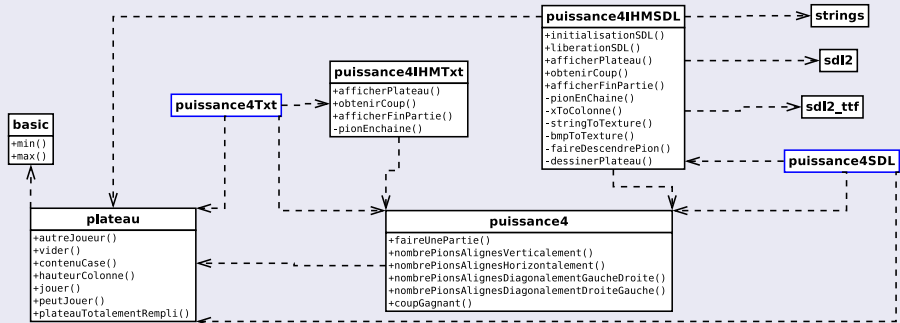 puissance4IHMSDL
+initialisationSDL()
+liberationSDL()
+afficherPlateau()
+obtenirCoup()
+afficherFinPartie()
-pionEnChaine()
-xToColonne()
-stringToTexture()
-bmpToTexture()
-faireDescendrePion()
-dessinerPlateau()
strings
sdl2
sdl2_ttf
puissance4IHMTxt
+afficherPlateau()
+obtenirCoup()
+afficherFinPartie()
-pionEnchaine()
puissance4Txt
basic
+min()
+max()
puissance4SDL
plateau
+autreJoueur()
+vider()
+contenuCase()
+hauteurColonne()
+jouer()
+peutJouer()
+plateauTotalementRempli()
puissance4
+faireUnePartie()
+nombrePionsAlignesVerticalement()
+nombrePionsAlignesHorizontalement()
+nombrePionsAlignesDiagonalementGaucheDroite()
+nombrePionsAlignesDiagonalementDroiteGauche()
+coupGagnant()